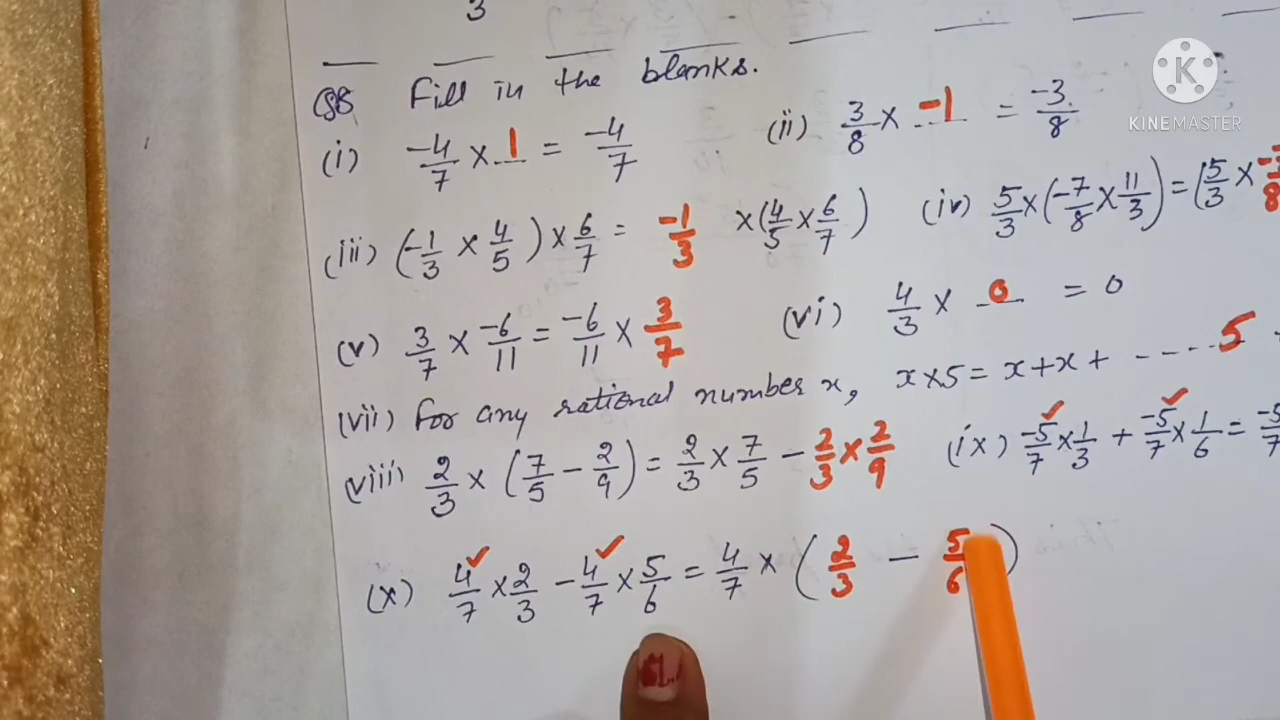 3
Q8 Fill in the blanks.
(i) -4/7 × 1 = -4/7 (ii) 3/8 × -1 = -3/8
(iii) (-1/3 × 4/5) × 6/7 = -1/3 × (4/5 × 6/7) (iv) 5/3 × (-7/8 × 11/3) = (5/3 ×
(v) 3/7 × -6/11 = -6/11 × 3/7 (vi) 4/3 × 0 = 0
(vii) For any rational number x, x×5 = x+x+ ----- 5
(viii) 2/3 × (7/5 - 2/9) = 2/3 × 7/5 - 2/3 × 2/9 (ix) -5/7 × 1/3 + -5/7 × 1/6 = -5/7
(x) 4/7 × 2/3 - 4/7 × 5/6 = 4/7 × (2/3 - 5/6)
KINEMASTER